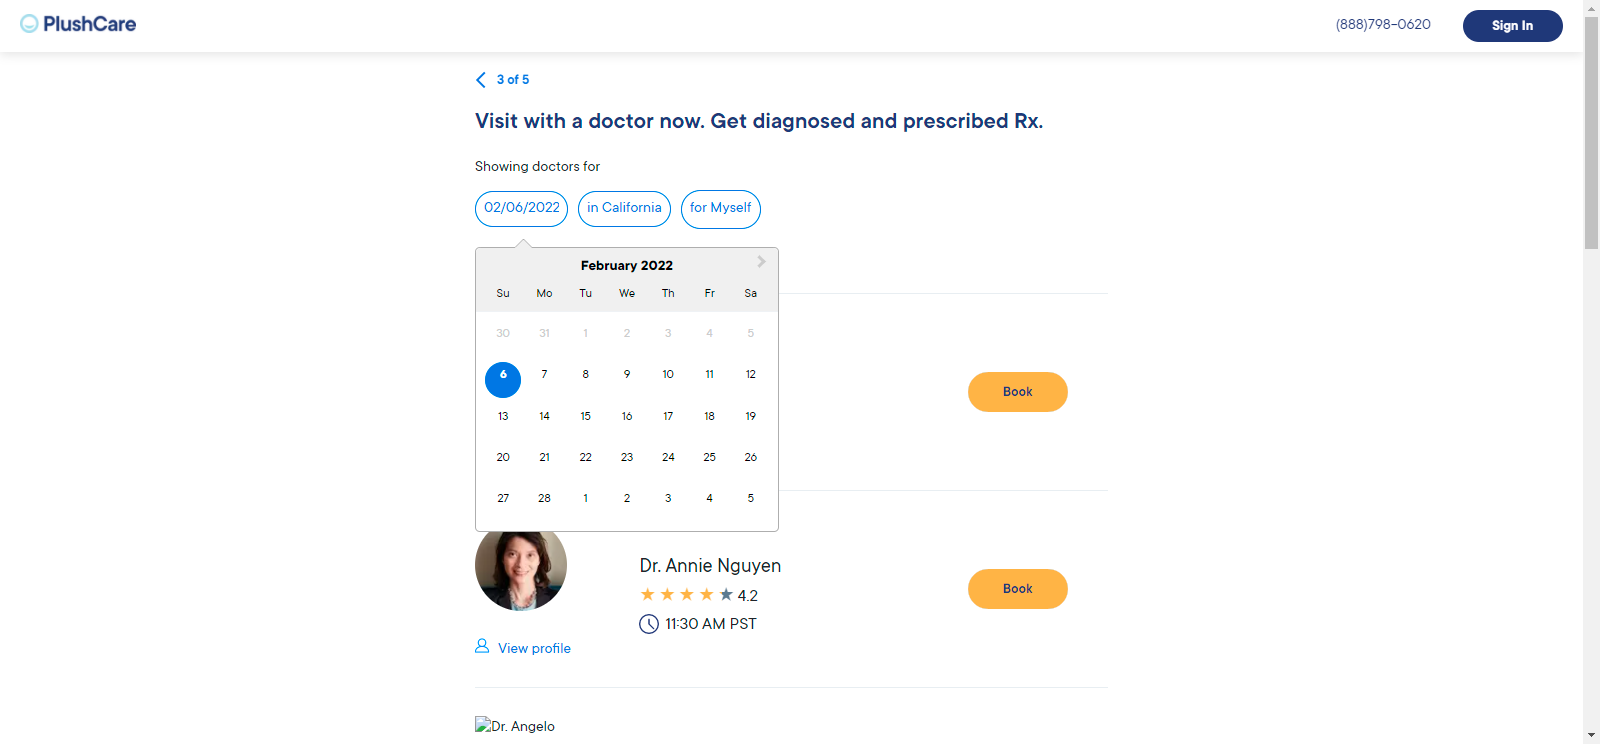 PlushCare
(888)798-0620
Sign In
3 of 5
Visit with a doctor now. Get diagnosed and prescribed Rx.
Showing doctors for
02/06/2022 in California for Myself
February 2022
Su Mo Tu We Th Fr Sa
30 31 1 2 3 4 5
6 7 8 9 10 11 12
13 14 15 16 17 18 19
20 21 22 23 24 25 26
27 28 1 2 3 4 5
Book
Dr. Annie Nguyen
4.2
11:30 AM PST
Book
View profile
Dr. Angelo